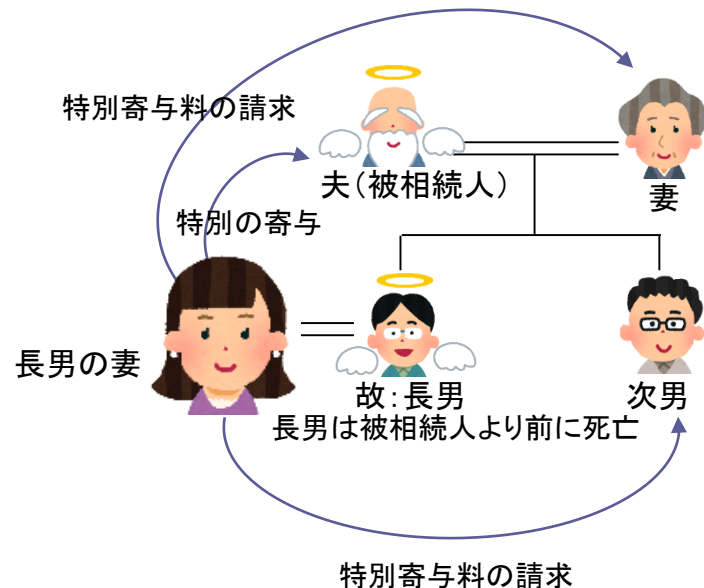 特別寄与料の請求
夫(被相続人)
妻
特別の寄与
長男の妻
故:長男
次男
長男は被相続人より前に死亡
特別寄与料の請求